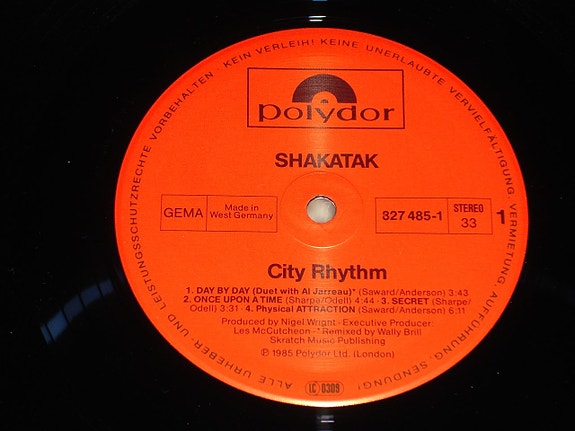 ALLE URHEBER- UND LEISTUNGSSCHUTZRECHTE VORBEHALTEN KEIN VERLEIH! KEINE UNERLAUBTE VERVIELFÄLTIGUNG, VERMIETUNG, AUFFÜHRUNG, SENDUNG!
polydor
SHAKATAK
GEMA
Made in
West Germany
327 485-1
STEREO
33
1
City Rhythm
1. DAY BY DAY (Duet with Al Jarreau)* (Saward/Anderson) 3:43
2. ONCE UPON A TIME (Sharpe/Odell) 4:44 · 3. SECRET (Sharpe/
Odell) 3:31 · 4. Physical ATTRACTION (Saward/Anderson) 6:11
Produced by Nigel Wright · Executive Producer:
Les McCutcheon · * Remixed by Wally Brill
Skratch Music Publishing
℗ 1985 Polydor Ltd. (London)
LC 0309